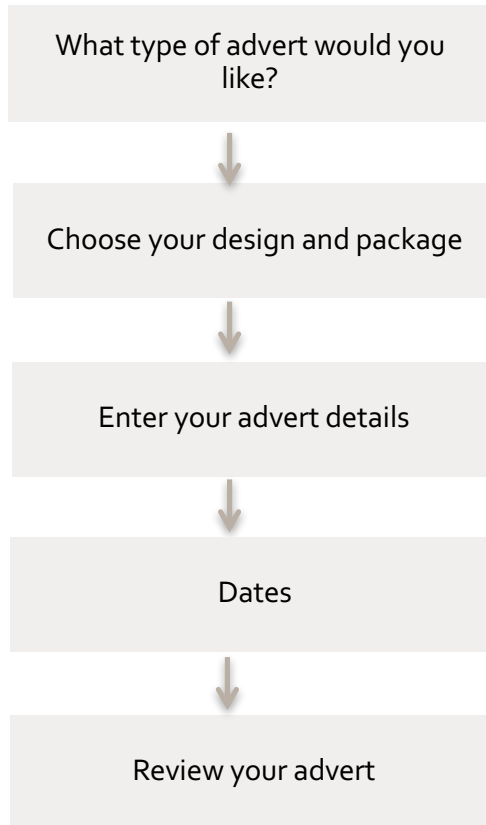 What type of advert would you
like?
Choose your design and package
Enter your advert details
Dates
Review your advert